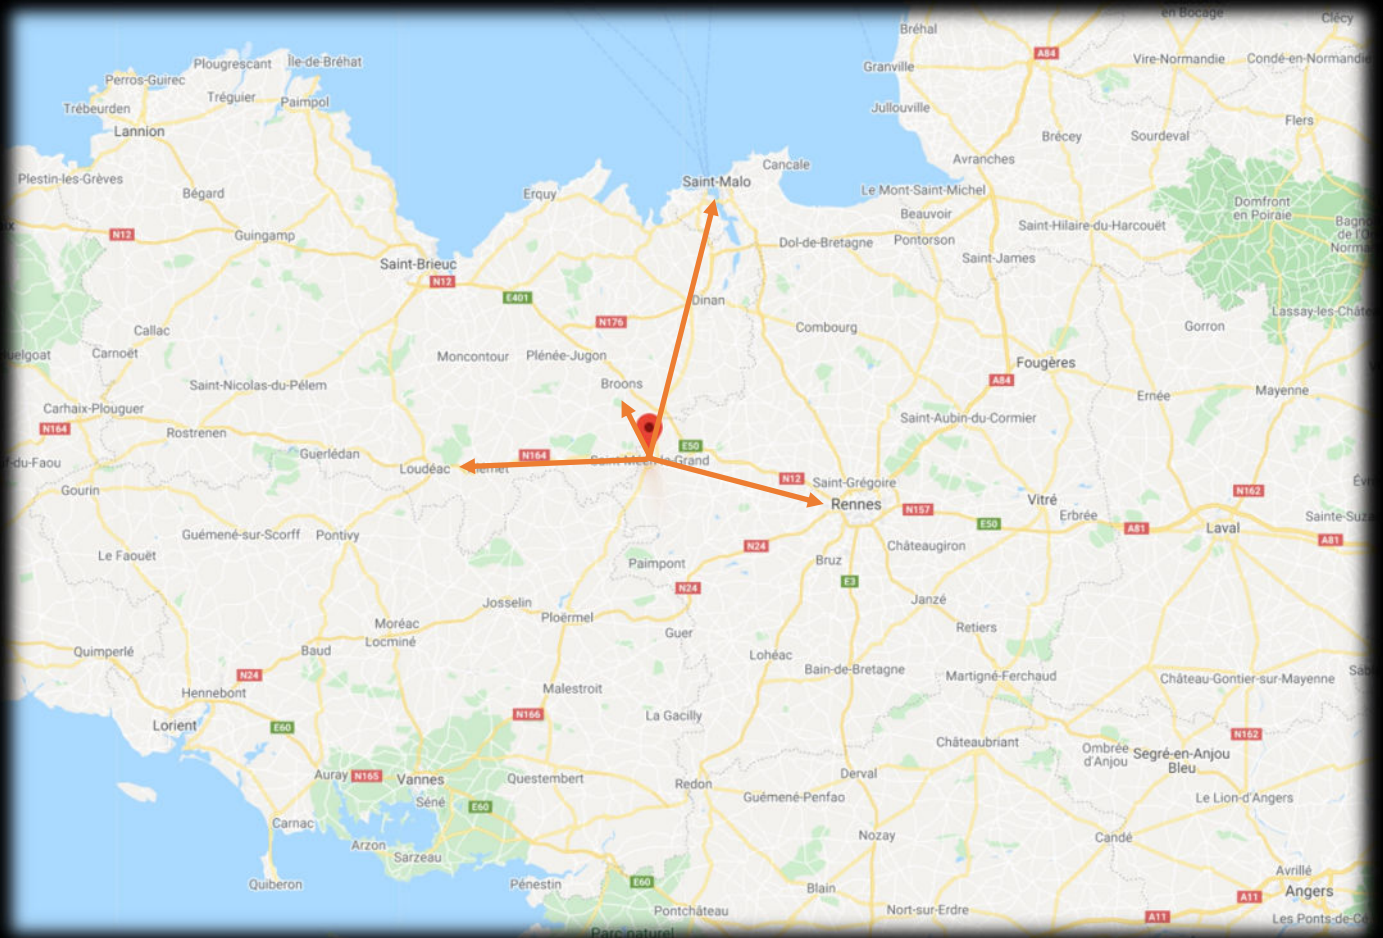 en Bocage
Clécy
Bréhal
A84
Vire-Normandie
Condé-en-Normandie
Plougrescant
Île-de-Bréhat
Granville
Perros-Guirec
Tréguier
Paimpol
Trébeurden
Jullouville
Flers
Lannion
Brécey
Sourdeval
Avranches
Cancale
Plestin-les-Grèves
Saint-Malo
Bégard
Erquy
Le Mont-Saint-Michel
Domfront
en Poiraie
Beauvoir
Saint-Hilaire-du-Harcouët
N12
Guingamp
Dol-de-Bretagne
Pontorson
Saint-James
Saint-Brieuc
N12
E401
Dinan
N176
Combourg
Gorron
Callac
Carnoët
Moncontour
Plénée-Jugon
Fougères
Saint-Nicolas-du-Pélem
Broons
A84
Ernée
Mayenne
Carhaix-Plouguer
Saint-Aubin-du-Cormier
N164
Rostrenen
E50
Guerlédan
N164
Loudéac
Gourin
N12
Saint-Grégoire
Rennes
N157
Vitré
Erbrée
E50
N162
A81
Laval
A81
Guémené-sur-Scorff
Pontivy
N24
Châteaugiron
Le Faouët
Paimpont
Bruz
E3
N24
Josselin
Ploërmel
Janzé
Moréac
Locminé
Guer
Retiers
Quimperlé
Baud
Lohéac
Bain-de-Bretagne
Martigné-Ferchaud
Château-Gontier-sur-Mayenne
N24
Hennebont
Malestroit
N166
La Gacilly
Lorient
E60
N162
Châteaubriant
Ombrée
d'Anjou
Segré-en-Anjou
Bleu
Auray
N165
Vannes
Questembert
Redon
Derval
Séné
E60
Guémené-Penfao
Le Lion-d'Angers
Carnac
Nozay
Candé
Arzon
Sarzeau
Quiberon
Pénestin
E60
Blain
Avrillé
Angers
A11
Pontchâteau
Nort-sur-Erdre
A11
Les Ponts-de-Cé
Parc naturel